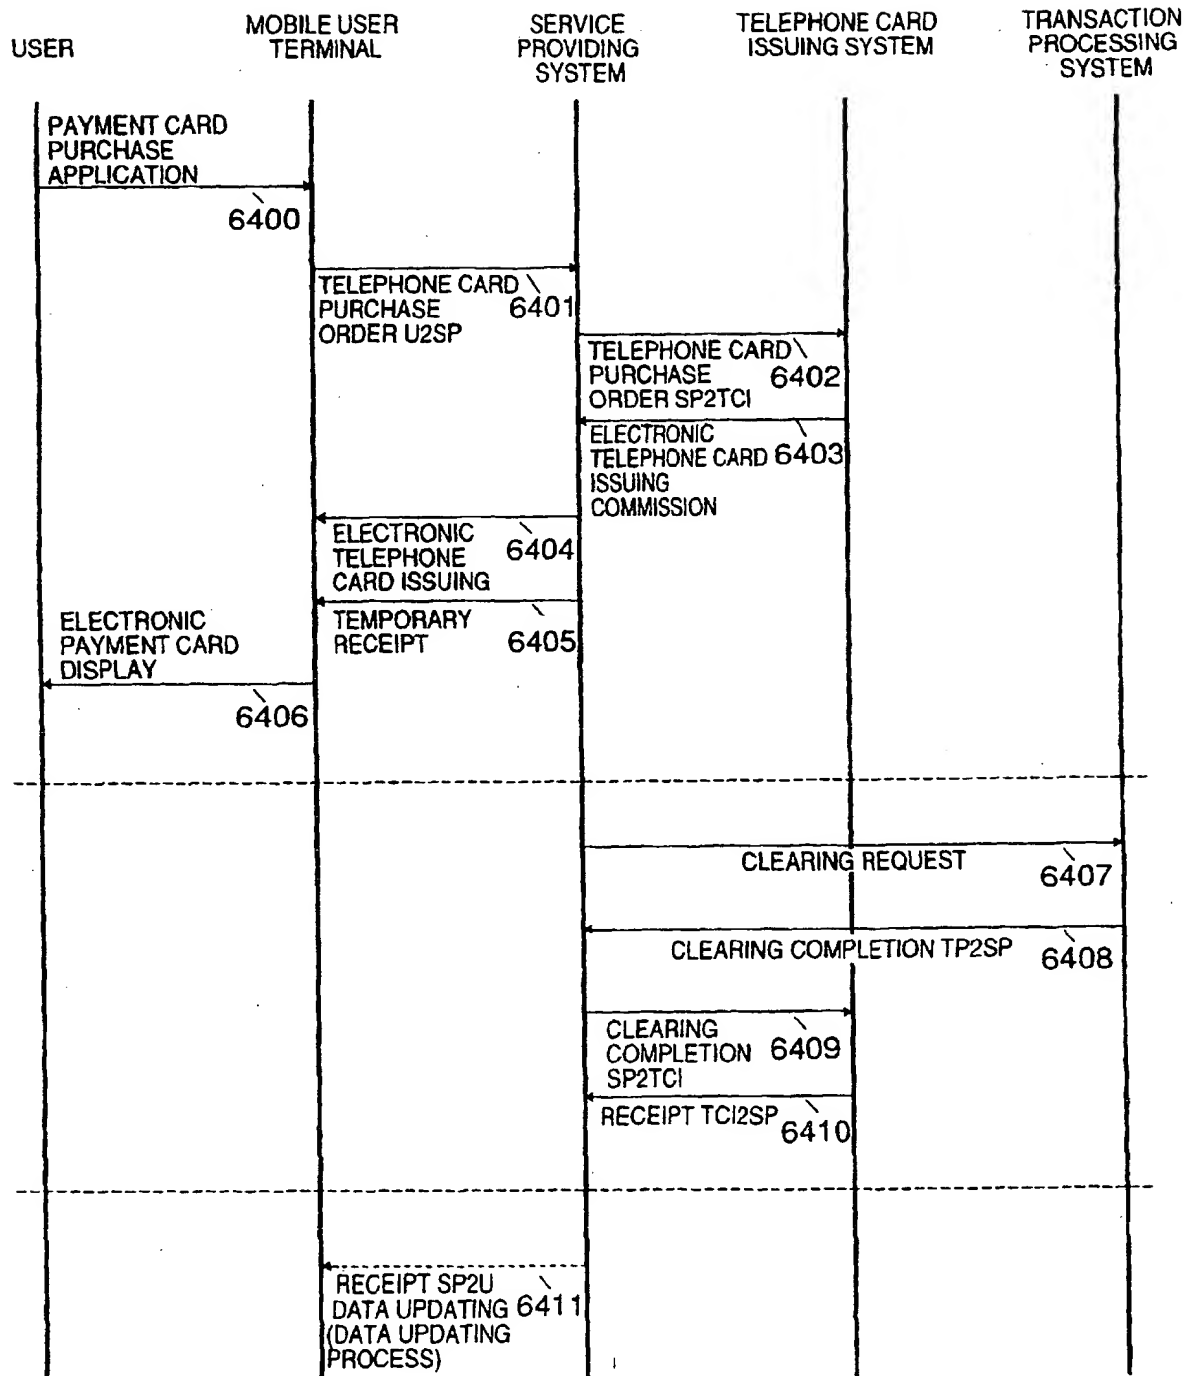 USER
MOBILE USER
TERMINAL
SERVICE
PROVIDING
SYSTEM
TELEPHONE CARD
ISSUING SYSTEM
TRANSACTION
PROCESSING
SYSTEM
PAYMENT CARD
PURCHASE
APPLICATION
6400
TELEPHONE CARD
PURCHASE
ORDER U2SP
6401
TELEPHONE CARD
PURCHASE
ORDER SP2TCI
6402
ELECTRONIC
TELEPHONE CARD
ISSUING
COMMISSION
6403
ELECTRONIC
TELEPHONE
CARD ISSUING
6404
TEMPORARY
RECEIPT
6405
ELECTRONIC
PAYMENT CARD
DISPLAY
6406
CLEARING REQUEST
6407
CLEARING COMPLETION TP2SP
6408
CLEARING
COMPLETION
SP2TCI
6409
RECEIPT TCI2SP
6410
RECEIPT SP2U
DATA UPDATING
(DATA UPDATING
PROCESS)
6411